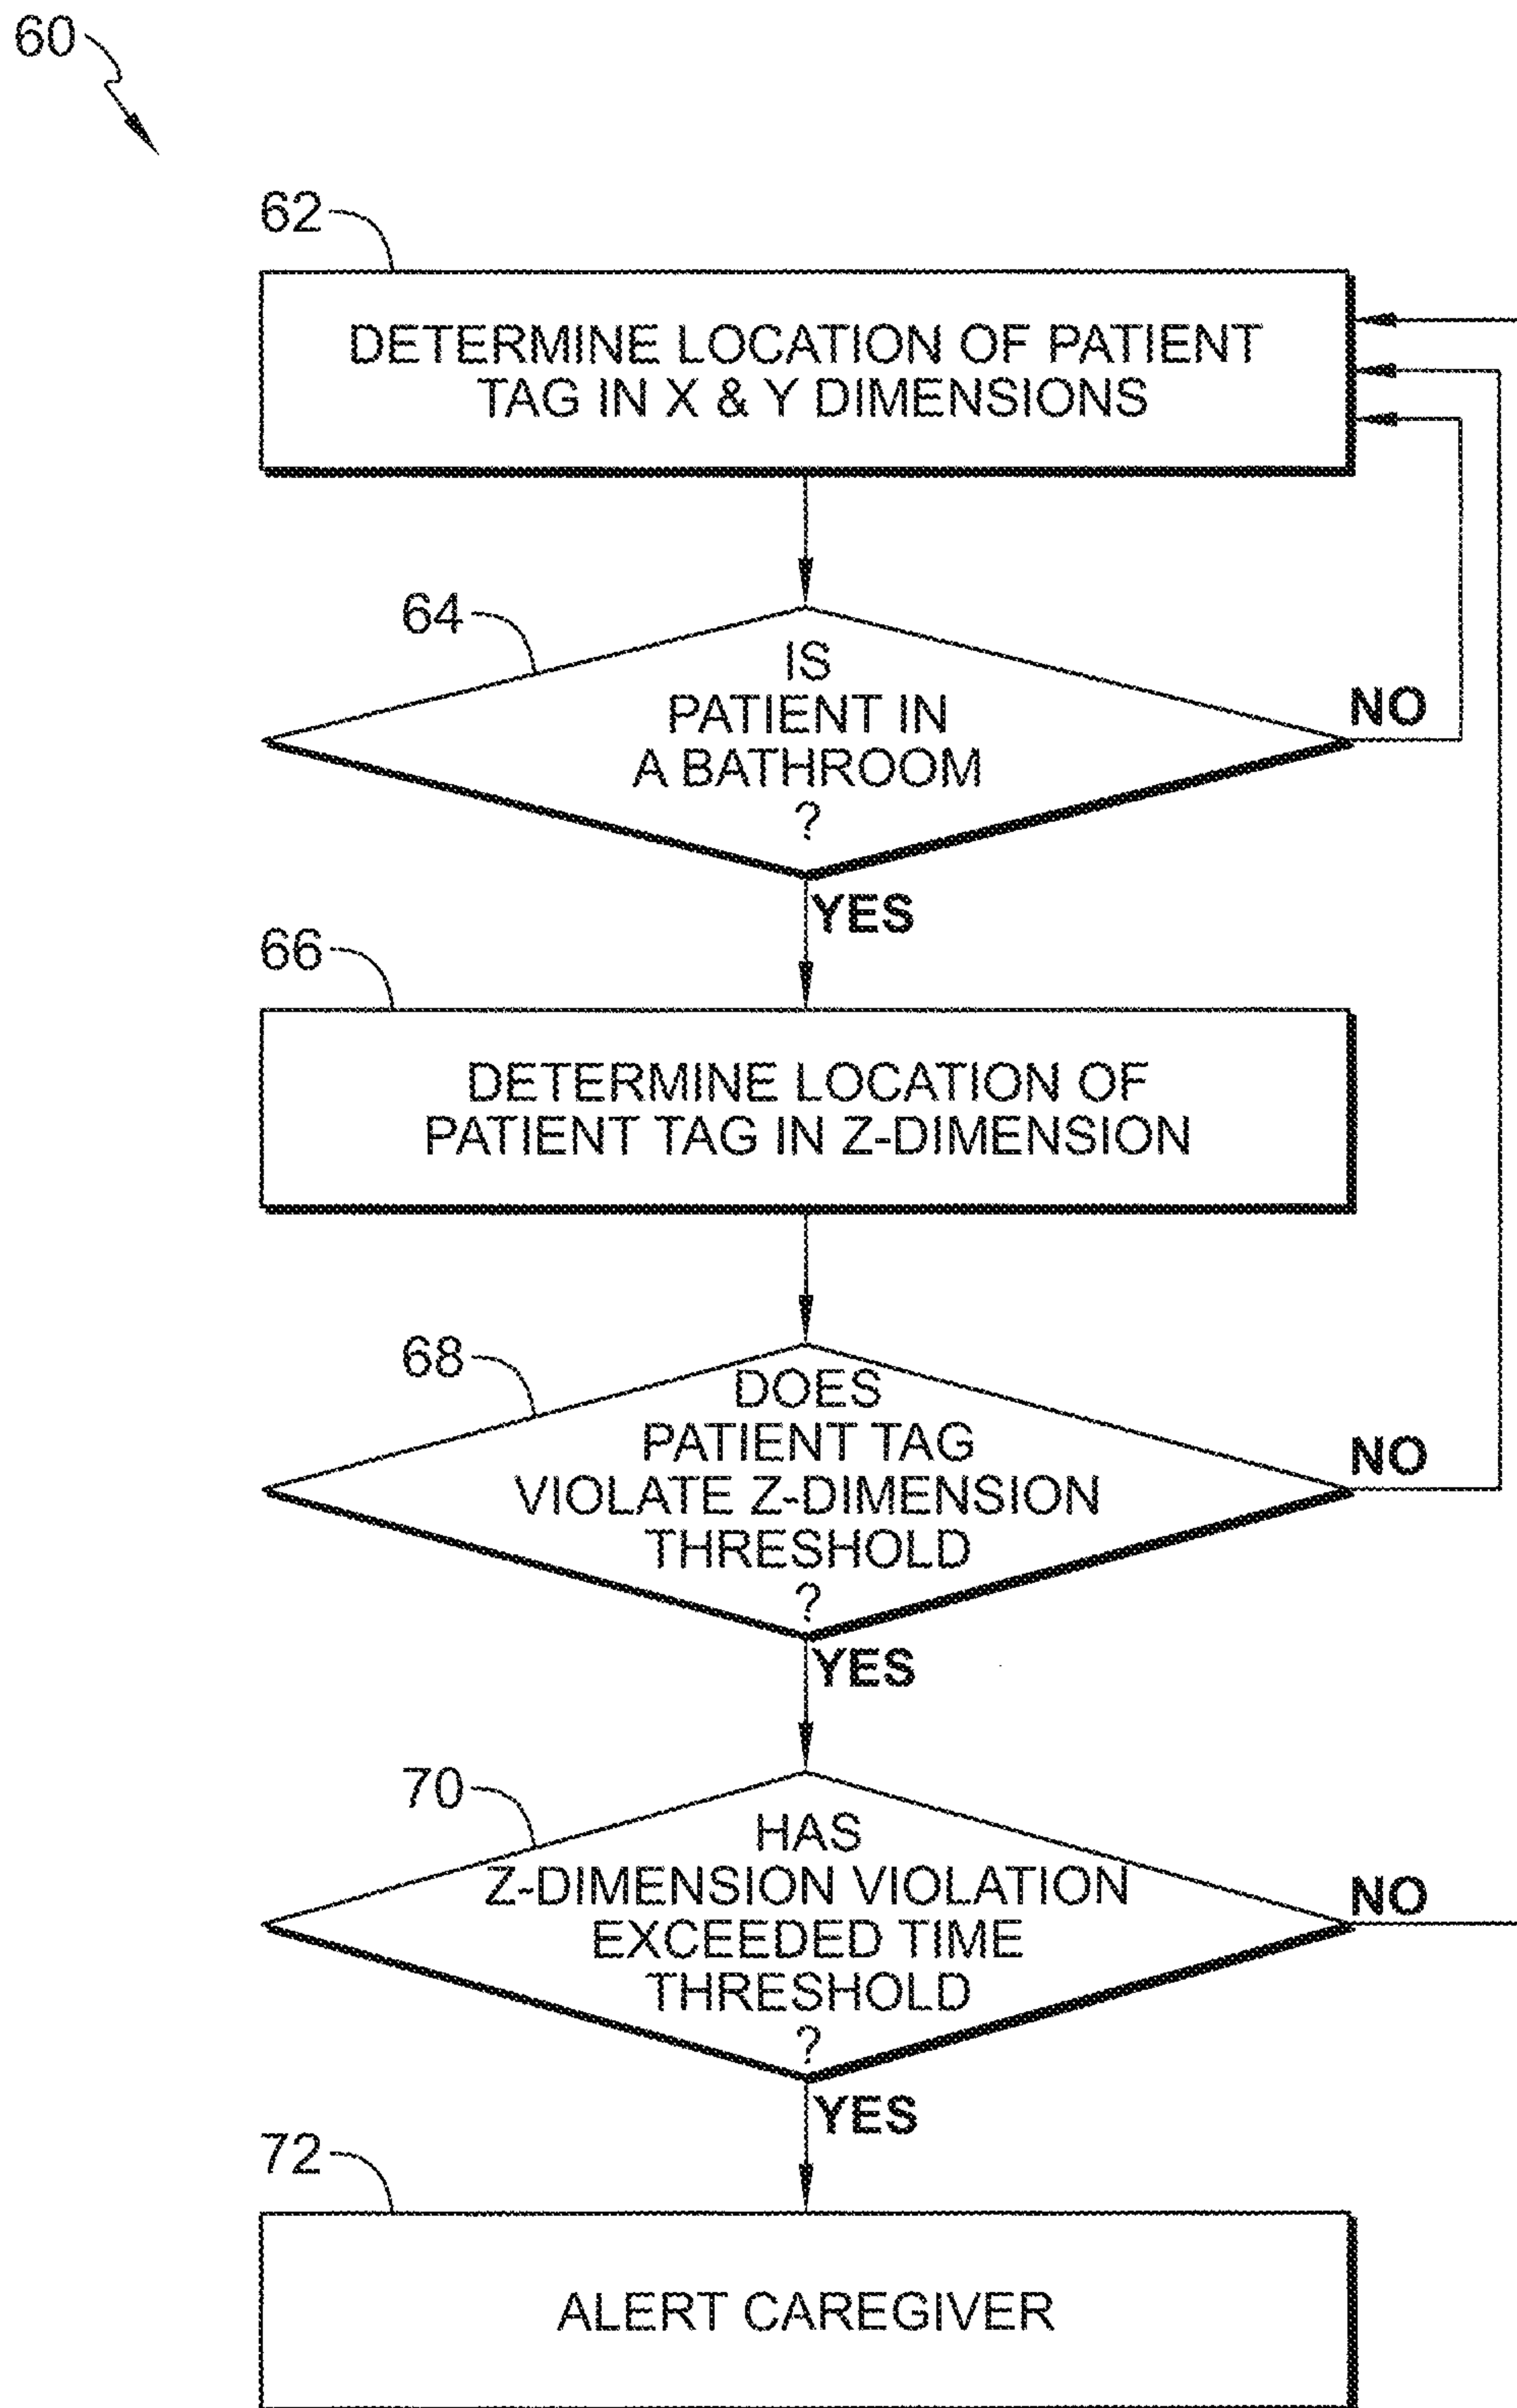 60
62
DETERMINE LOCATION OF PATIENT
TAG IN X & Y DIMENSIONS
64
IS
PATIENT IN
A BATHROOM
?
NO
YES
66
DETERMINE LOCATION OF
PATIENT TAG IN Z-DIMENSION
68
DOES
PATIENT TAG
VIOLATE Z-DIMENSION
THRESHOLD
?
NO
YES
70
HAS
Z-DIMENSION VIOLATION
EXCEEDED TIME
THRESHOLD
?
NO
YES
72
ALERT CAREGIVER